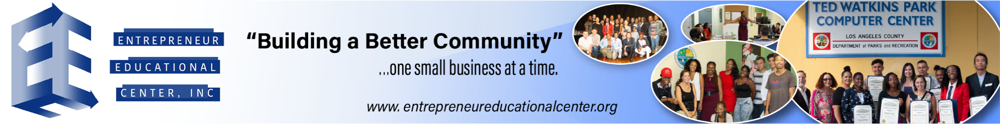 ENTREPRENEUR
EDUCATIONAL
CENTER, INC
“Building a Better Community”
...one small business at a time.
www. entrepreneureducationalcenter.org
TED WATKINS PARK
COMPUTER CENTER
LOS ANGELES COUNTY
DEPARTMENT of PARKS and RECREATION